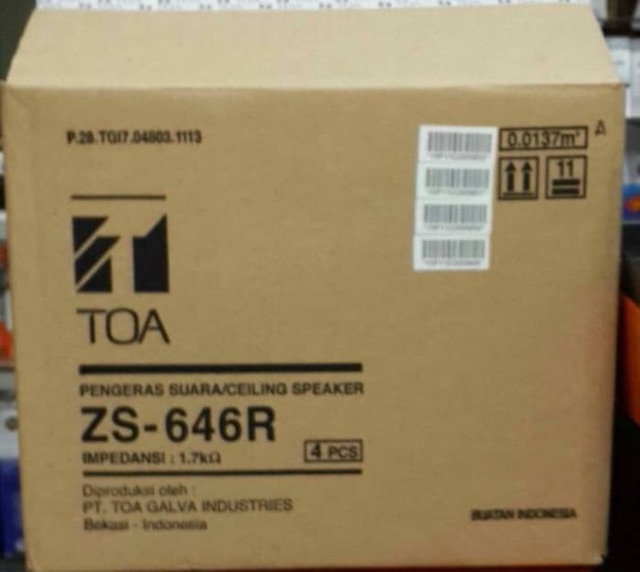 P.28.TGI7.04803.1113
0.0137m³
A
11
TOA
PENGERAS SUARA/CEILING SPEAKER
ZS-646R
IMPEDANSI : 1.7kΩ
4 PCS
Diproduksi oleh :
PT. TOA GALVA INDUSTRIES
Bekasi - Indonesia
BUATAN INDONESIA